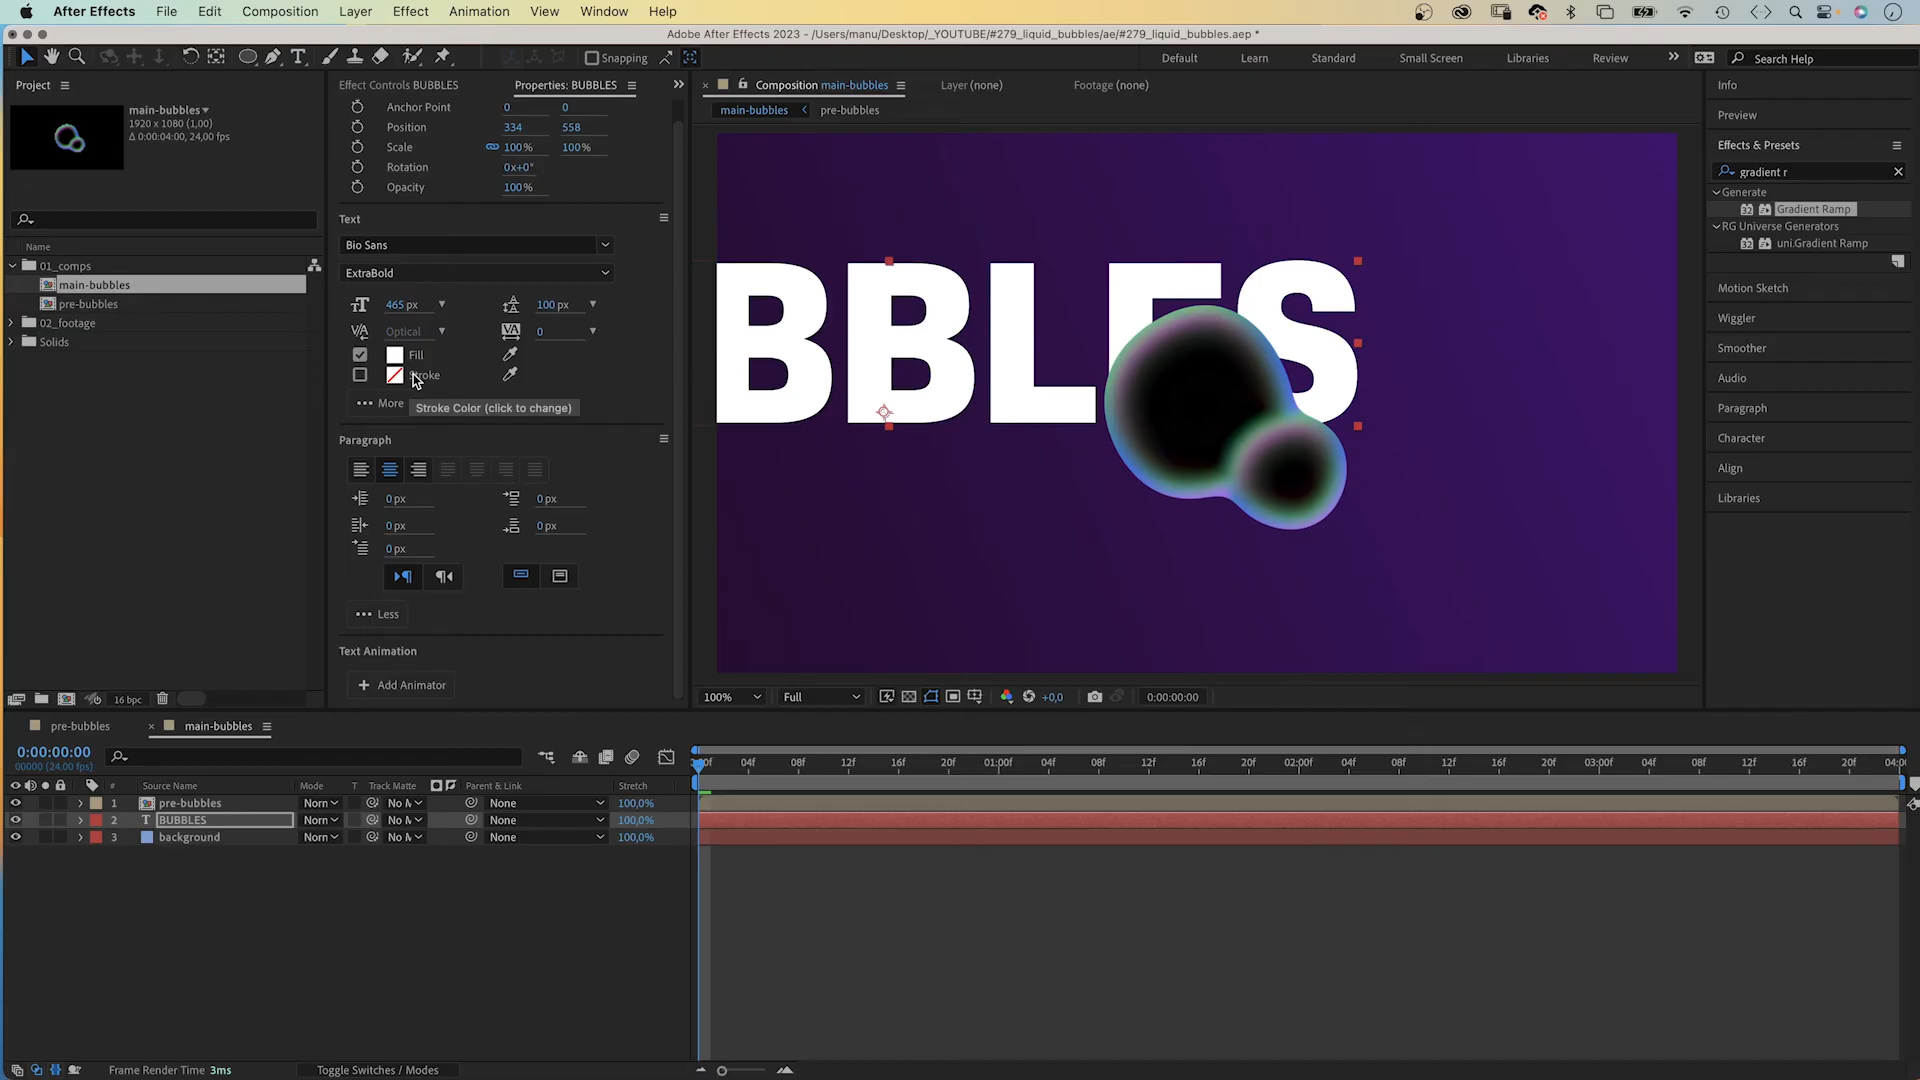 After Effects File Edit Composition Layer Effect Animation View Window Help
Adobe After Effects 2023 - /Users/manu/Desktop/_YOUTUBE/#279_liquid_bubbles/ae/#279_liquid_bubbles.aep *
Snapping Default Learn Standard Small Screen Libraries Review Search Help
Project
main-bubbles
1920 x 1080 (1,00)
Δ 0:00:04:00, 24,00 fps
Name
01_comps
main-bubbles
pre-bubbles
02_footage
Solids
16 bpc
Effect Controls BUBBLES Properties: BUBBLES
Anchor Point 0 0
Position 334 558
Scale 100% 100%
Rotation 0x+0°
Opacity 100%
Text
Bio Sans
ExtraBold
465 px 100 px
Optical 0
Fill
Stroke
More
Stroke Color (click to change)
Paragraph
0 px 0 px
0 px 0 px
0 px
Less
Text Animation
Add Animator
Composition main-bubbles Layer (none) Footage (none)
main-bubbles pre-bubbles
BBLES
100% Full +0,0 0:00:00:00
Info
Preview
Effects & Presets
gradient r
Generate
32 Gradient Ramp
RG Universe Generators
32 uni.Gradient Ramp
Motion Sketch
Wiggler
Smoother
Audio
Paragraph
Character
Align
Libraries
pre-bubbles main-bubbles
0:00:00:00
00000 (24.00 fps)
04f 08f 12f 16f 20f 01:00f 04f 08f 12f 16f 20f 02:00f 04f 08f 12f 16f 20f 03:00f 04f 08f 12f 16f 20f
# Source Name Mode T Track Matte Parent & Link Stretch
1 pre-bubbles Norn No M None 100,0%
2 T BUBBLES Norn No M None 100,0%
3 background Norn No M None 100,0%
Frame Render Time 3ms Toggle Switches / Modes